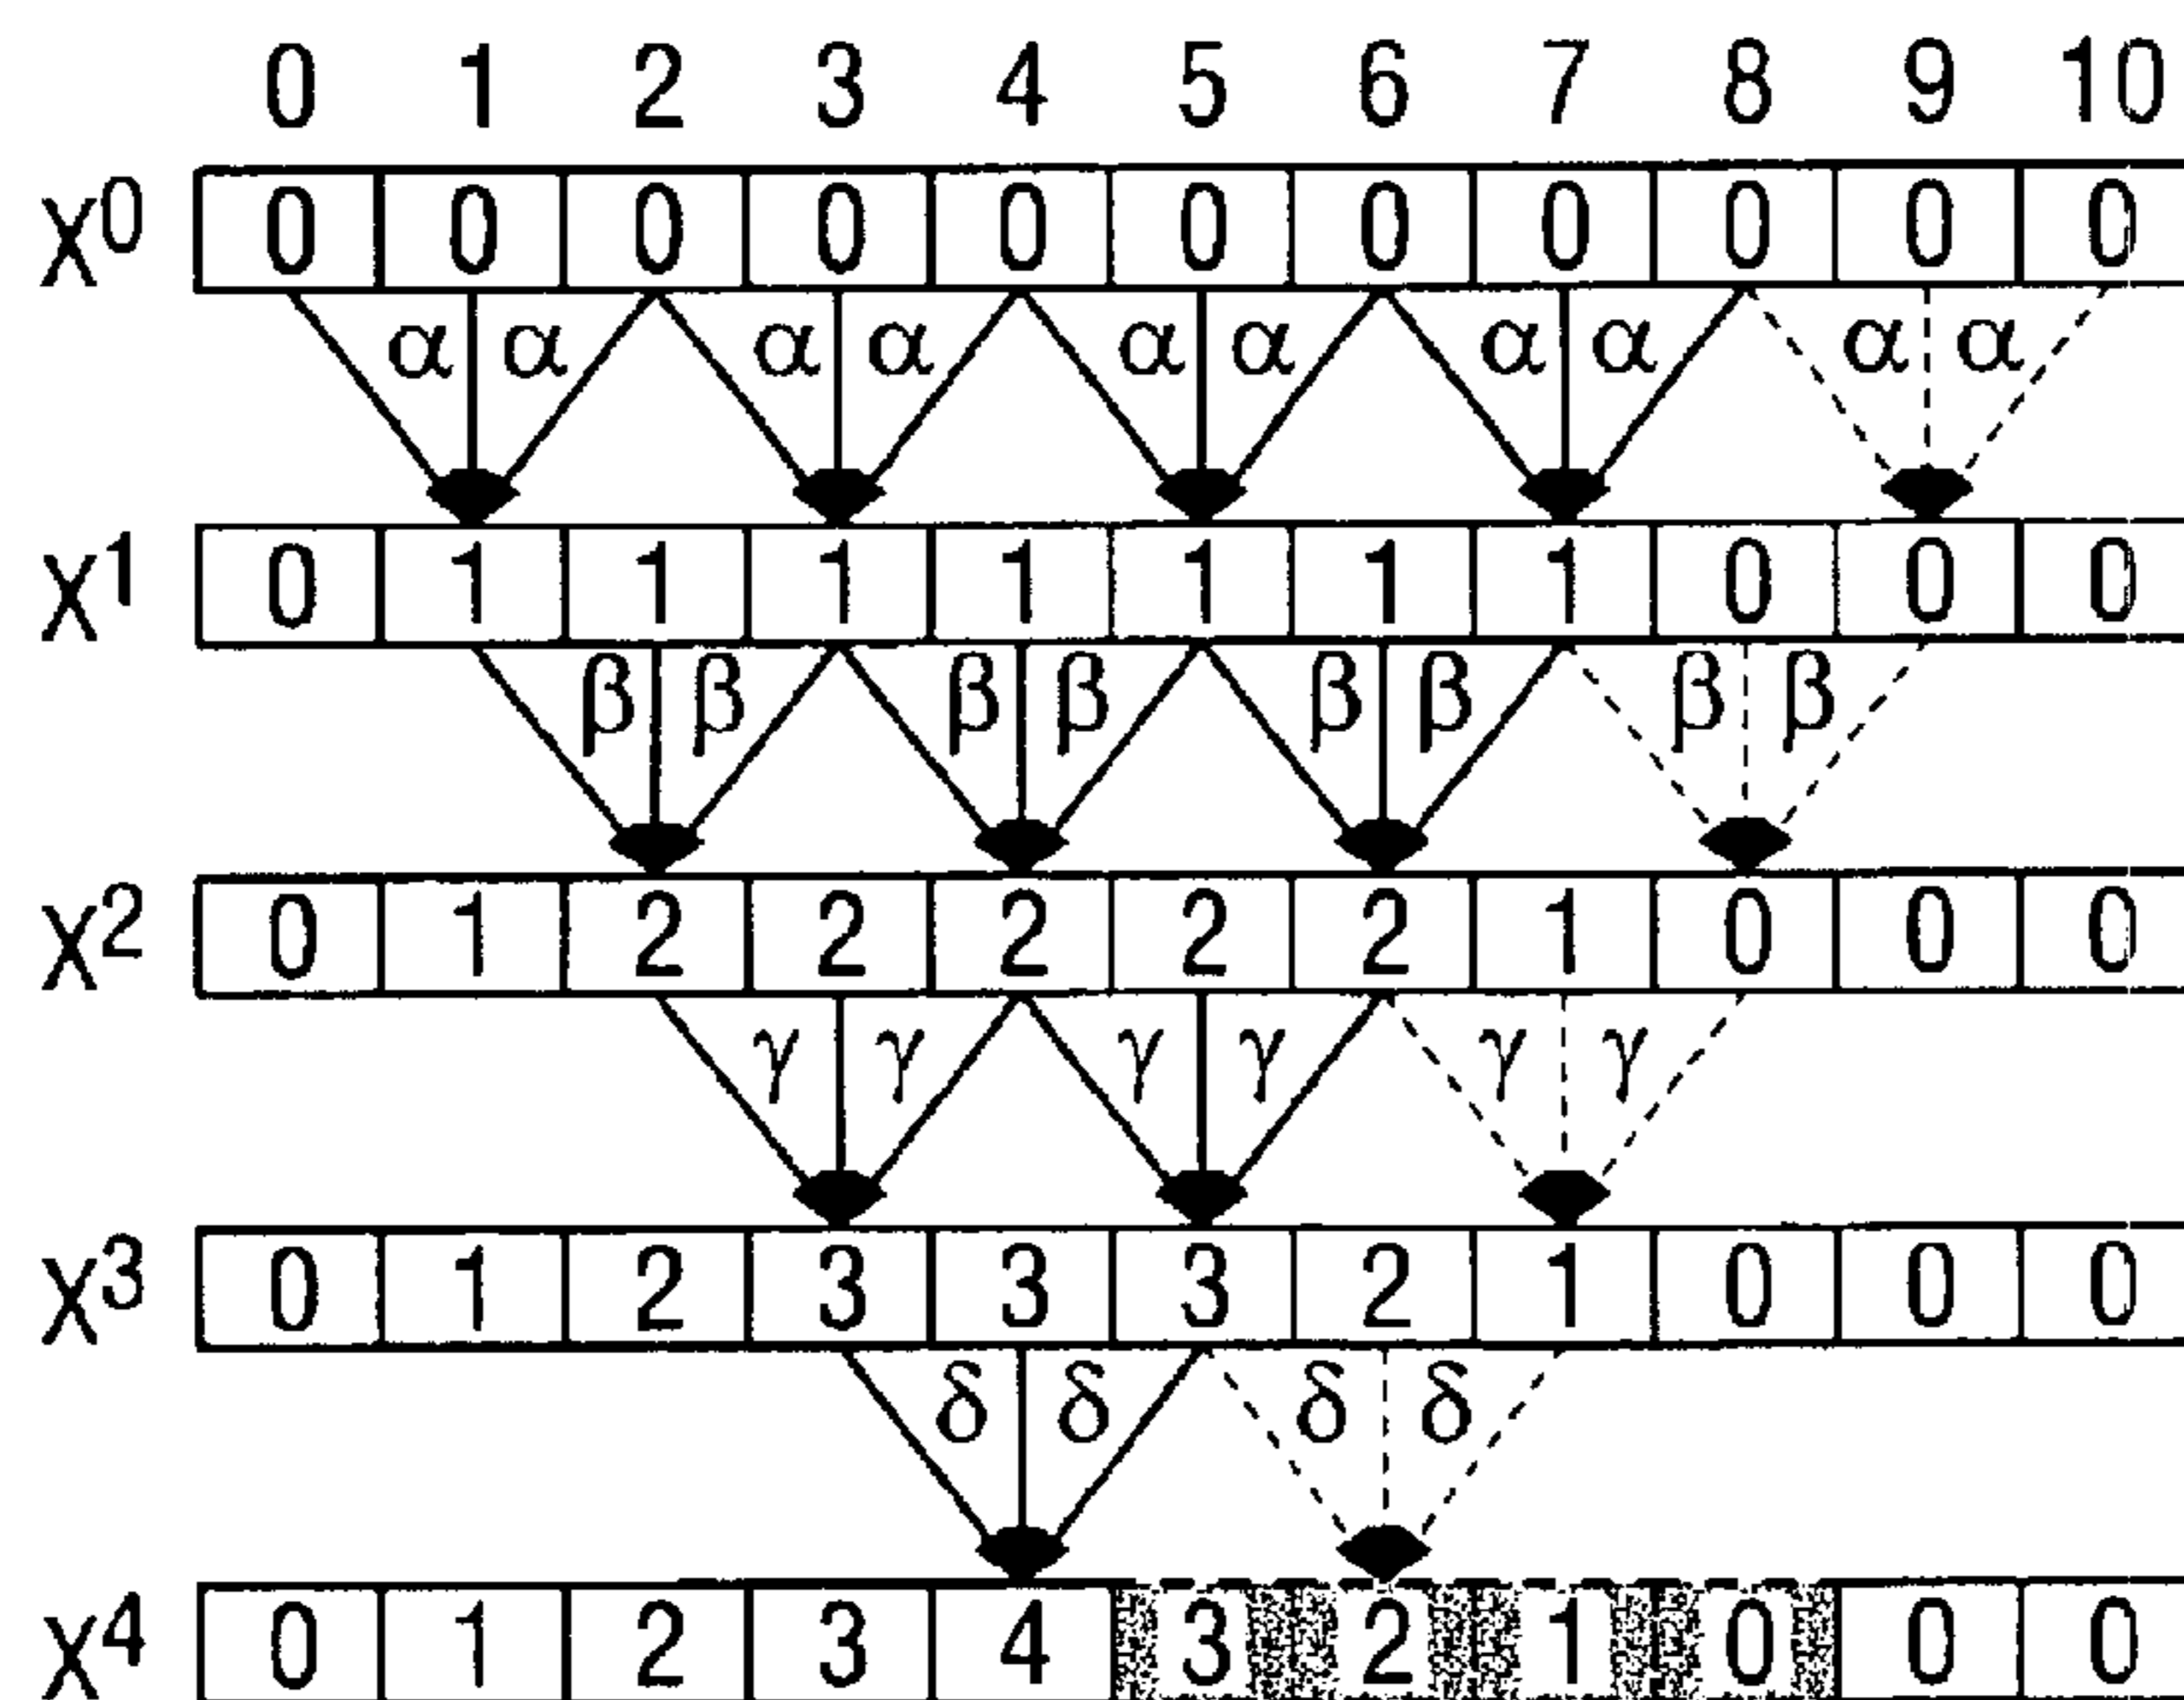 0 1 2 3 4 5 6 7 8 9 10
X0 0 0 0 0 0 0 0 0 0 0 0
α α α α α α α α α α
X1 0 1 1 1 1 1 1 1 0 0 0
β β β β β β β β
X2 0 1 2 2 2 2 2 1 0 0 0
γ γ γ γ γ γ
X3 0 1 2 3 3 3 2 1 0 0 0
δ δ δ δ
X4 0 1 2 3 4 3 2 1 0 0 0